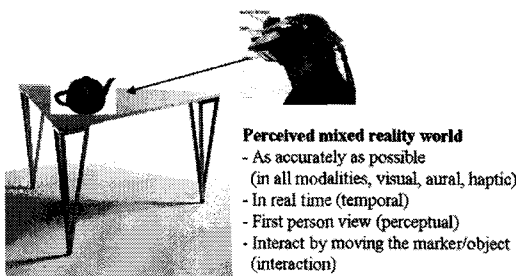 Perceived mixed reality world
- As accurately as possible
(in all modalities, visual, aural, haptic)
- In real time (temporal)
- First person view (perceptual)
- Interact by moving the marker/object
(interaction)